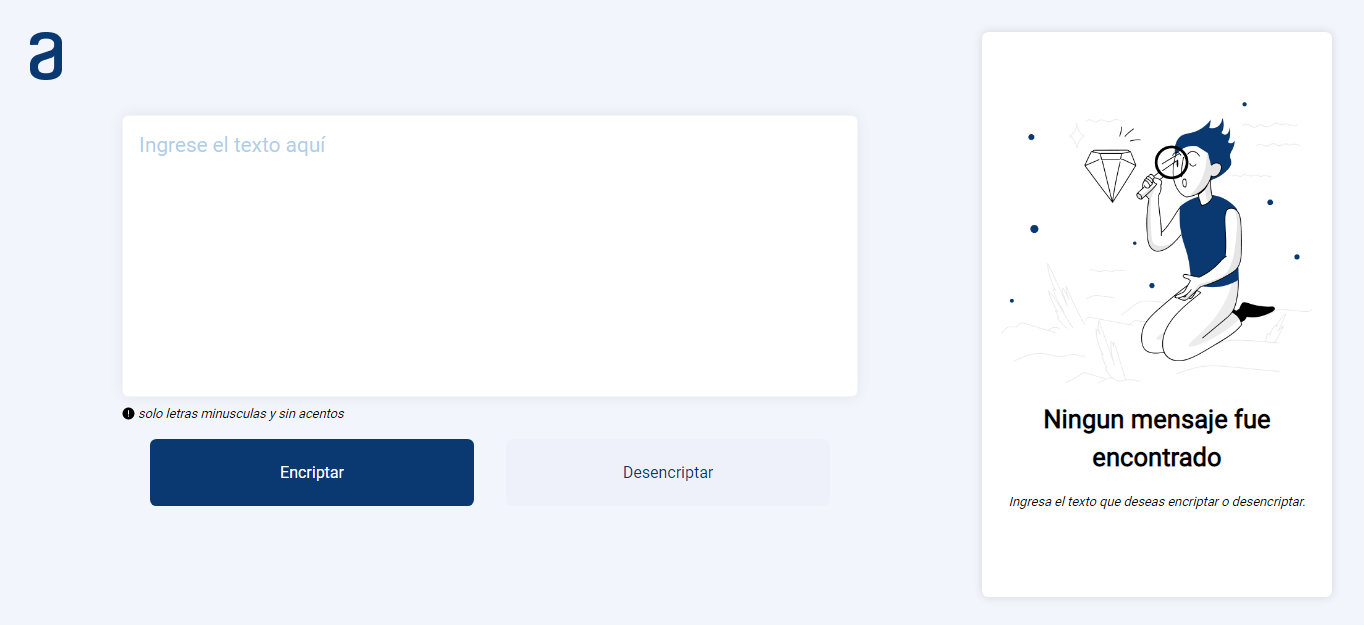 a
Ingrese el texto aquí
! solo letras minusculas y sin acentos
Encriptar
Desencriptar
Ningun mensaje fue
encontrado
Ingresa el texto que deseas encriptar o desencriptar.